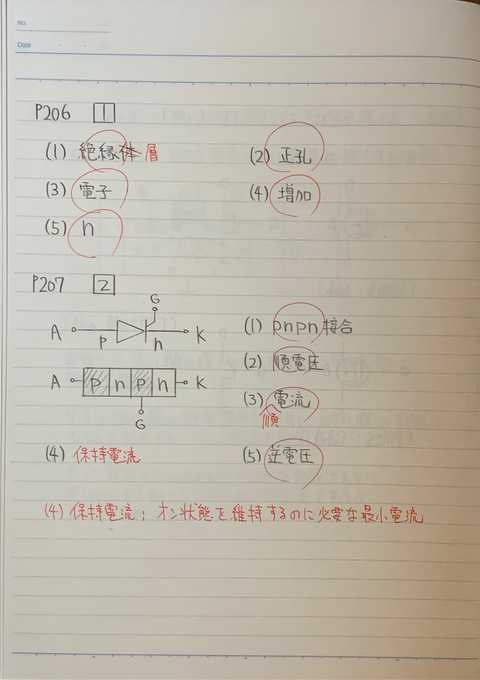 No.
Date
P206 1
(1) 絶縁体 層 (2) 正孔
(3) 電子 (4) 増加
(5) n
P207 2
G
A p n K
(1) pnpn接合
(2) 順電圧
A p n p n K
(3) 電流
順
G
(4) 保持電流 (5) 逆電圧
(4) 保持電流; オン状態を維持するのに必要な最小電流